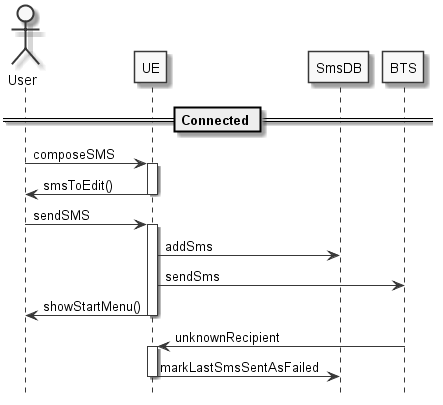 User
UE
SmsDB
BTS
Connected
composeSMS
smsToEdit()
sendSMS
addSms
sendSms
showStartMenu()
unknownRecipient
markLastSmsSentAsFailed